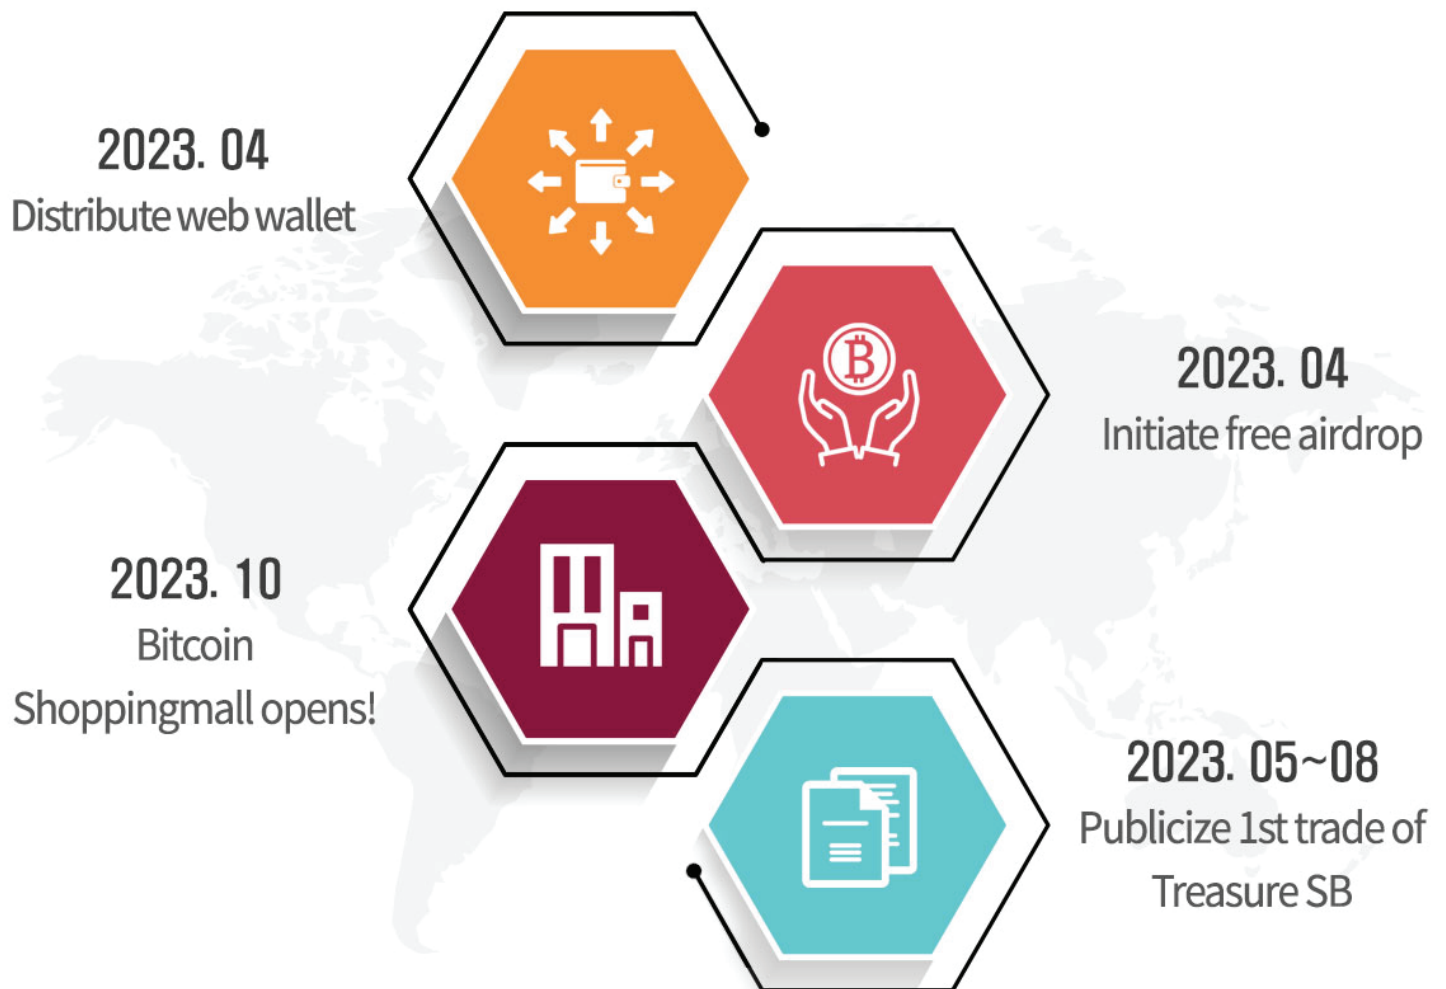 2023. 04
Distribute web wallet
2023. 04
Initiate free airdrop
2023. 10
Bitcoin
Shoppingmall opens!
2023. 05~08
Publicize 1st trade of
Treasure SB